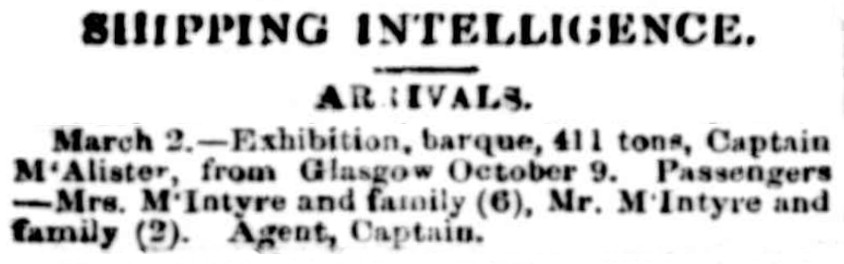 SHIPPING INTELLIGENCE.
ARRIVALS.
March 2.—Exhibition, barque, 411 tons, Captain
M'Alister, from Glasgow October 9. Passengers
—Mrs. M'Intyre and family (6), Mr. M'Intyre and
family (2). Agent, Captain.